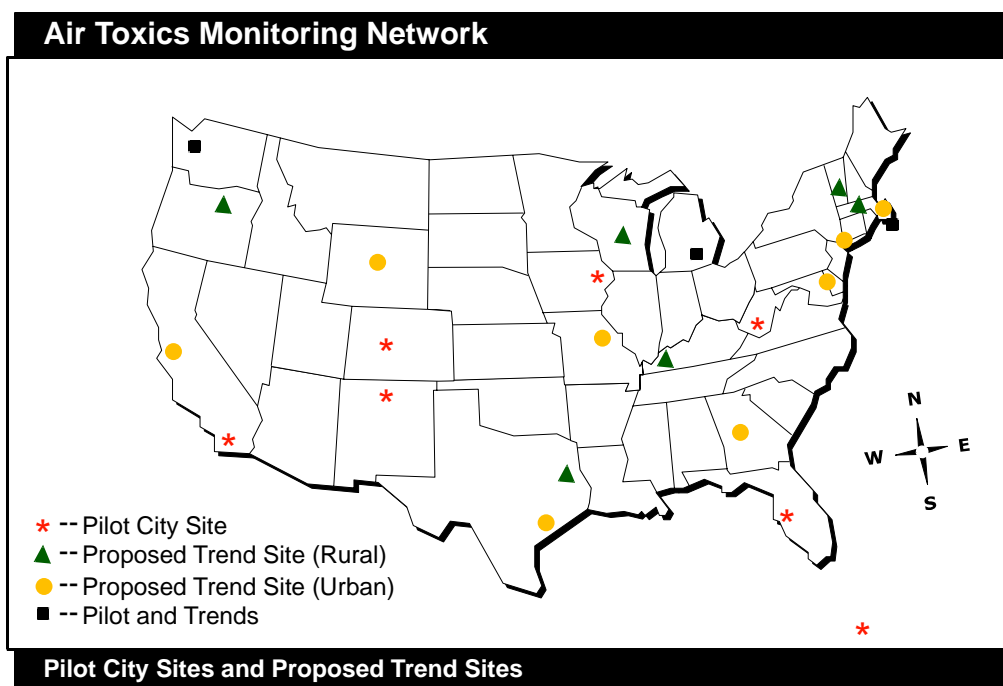 Air Toxics Monitoring Network
N
W
E
S
-- Pilot City Site
-- Proposed Trend Site (Rural)
-- Proposed Trend Site (Urban)
-- Pilot and Trends
Pilot City Sites and Proposed Trend Sites